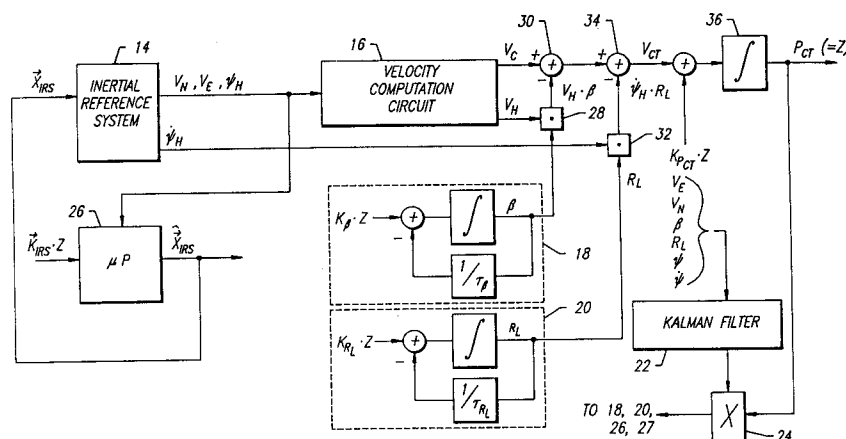 14
INERTIAL
REFERENCE
SYSTEM
X⃗IRS
VN , VE , ψH
ψ̇H
16
VELOCITY
COMPUTATION
CIRCUIT
VC
VH
30
+
+
−
VH · β
28
34
+
+
−
VCT
ψ̇H · RL
32
RL
+
36
∫
PCT (=Z)
KPCT · Z
VE
VN
β
RL
ψ
ψ̇
26
K⃗IRS · Z
μP
X̂⃗IRS
Kβ · Z
+
−
∫
β
1/τβ
18
20
KRL · Z
+
−
∫
RL
1/τRL
KALMAN FILTER
22
TO 18, 20,
26, 27
X
24